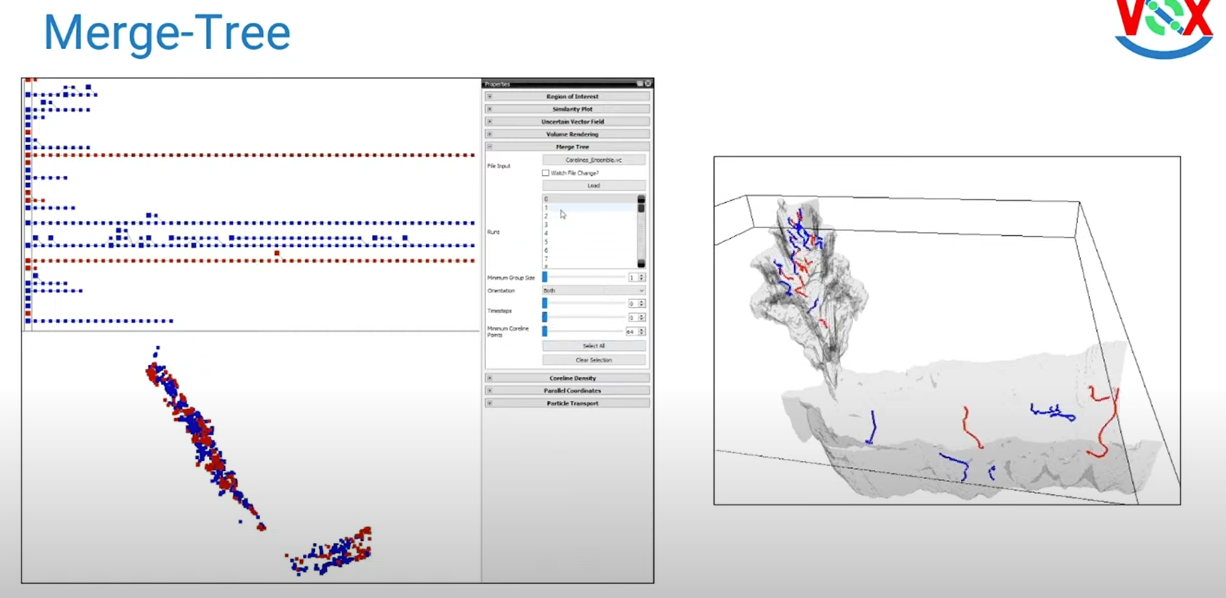 Merge-Tree
VOX
Properties
Region of Interest
Similarity Plot
Uncertain Vector Field
Volume Rendering
Merge Tree
File Input
Corelines_Ensemble.vc
Watch File Change?
Load
Runs
0
1
2
3
4
5
6
7
8
Minimum Group Size
1
Orientation
Both
Timesteps
0
0
Minimum Coreline
Points
64
Select All
Clear Selection
Coreline Density
Parallel Coordinates
Particle Transport